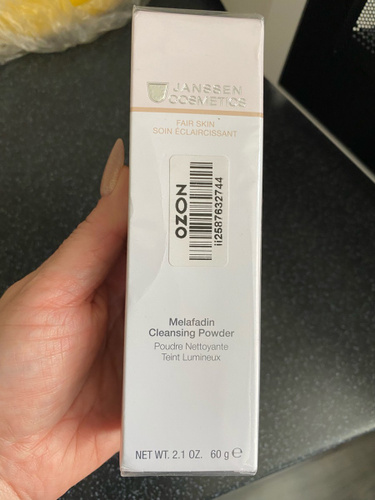 JANSSEN
COSMETICS
FAIR SKIN
SOIN ÉCLAIRCISSANT
OZON
ii2587632744
Melafadin
Cleansing Powder
Poudre Nettoyante
Teint Lumineux
NET WT. 2.1 OZ. 60 g ℮